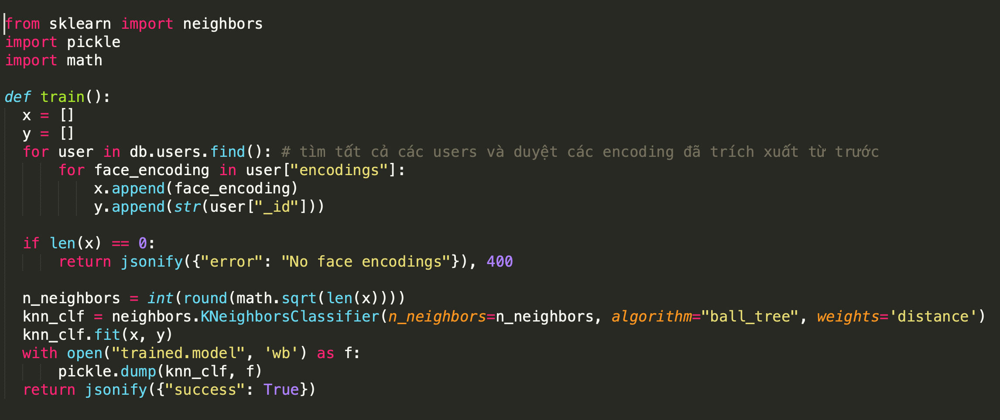 from sklearn import neighbors
import pickle
import math
def train():
  x = []
  y = []
  for user in db.users.find(): # tìm tất cả các users và duyệt các encoding đã trích xuất từ trước
      for face_encoding in user["encodings"]:
          x.append(face_encoding)
          y.append(str(user["_id"]))
  if len(x) == 0:
      return jsonify({"error": "No face encodings"}), 400
  n_neighbors = int(round(math.sqrt(len(x))))
  knn_clf = neighbors.KNeighborsClassifier(n_neighbors=n_neighbors, algorithm="ball_tree", weights='distance')
  knn_clf.fit(x, y)
  with open("trained.model", 'wb') as f:
      pickle.dump(knn_clf, f)
  return jsonify({"success": True})